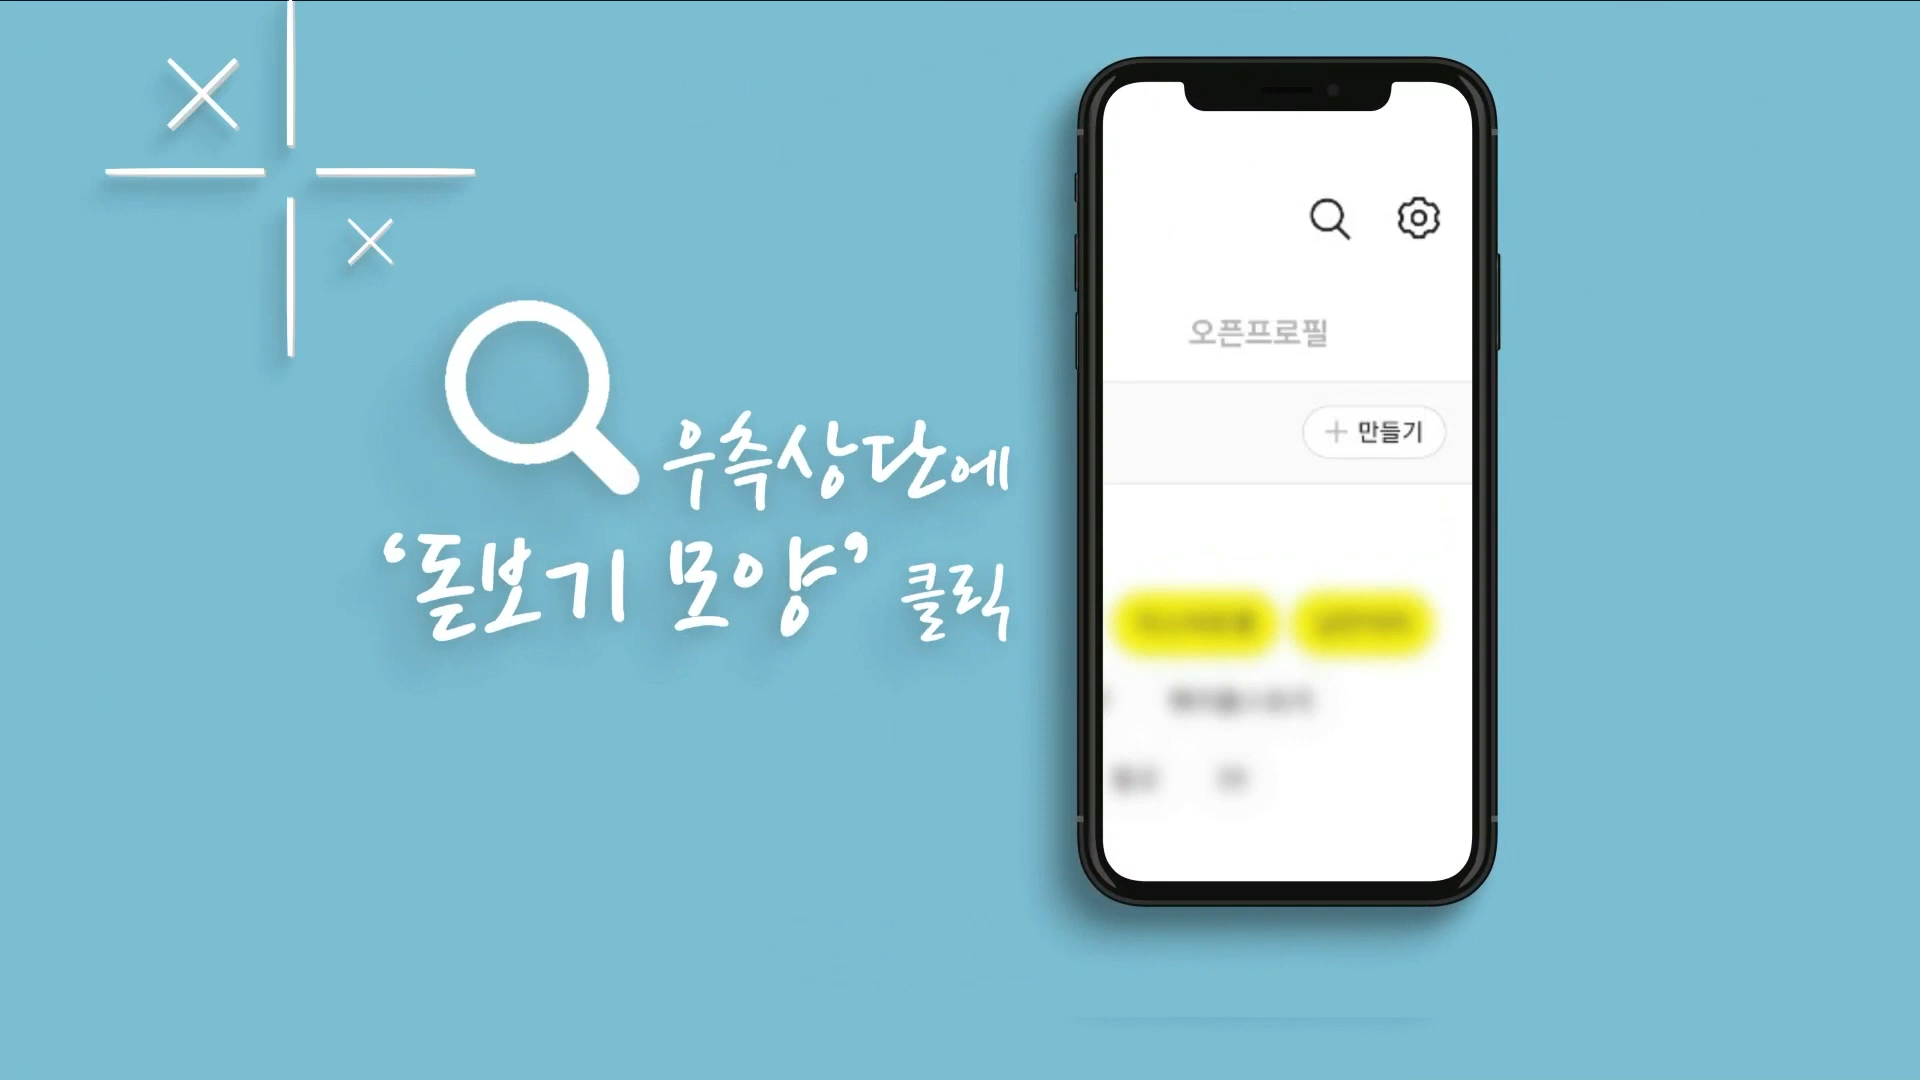 우측상단에
‘돋보기 모양’ 클릭
오픈프로필
+ 만들기